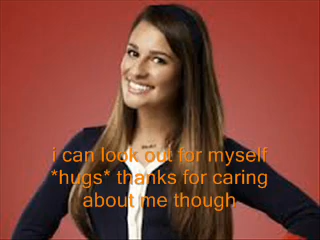 i can look out for myself
*hugs* thanks for caring
about me though